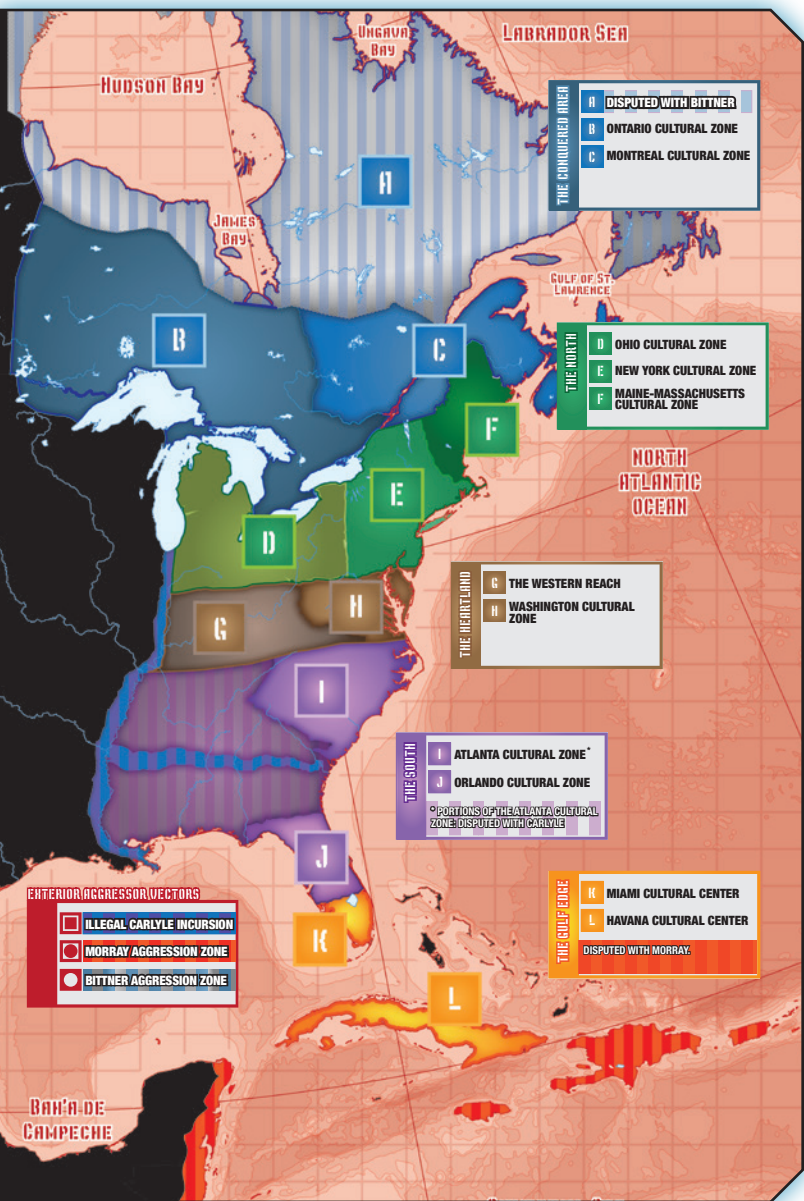 UNGAVA
BAY
LABRADOR SEA
HUDSON BAY
THE CONQUERED AREA
A DISPUTED WITH BITTNER
B ONTARIO CULTURAL ZONE
C MONTREAL CULTURAL ZONE
A
JAMES
BAY
GULF OF ST.
LAWRENCE
B
C
THE NORTH
D OHIO CULTURAL ZONE
E NEW YORK CULTURAL ZONE
F MAINE-MASSACHUSETTS
CULTURAL ZONE
F
NORTH
ATLANTIC
OCEAN
E
D
THE HEARTLAND
G THE WESTERN REACH
H WASHINGTON CULTURAL
ZONE
H
G
I
THE SOUTH
I ATLANTA CULTURAL ZONE*
J ORLANDO CULTURAL ZONE
* PORTIONS OF THE ATLANTA CULTURAL
ZONE: DISPUTED WITH CARLYLE
J
EXTERIOR AGGRESSOR VECTORS
ILLEGAL CARLYLE INCURSION
MORRAY AGGRESSION ZONE
BITTNER AGGRESSION ZONE
K
THE GULF EDGE
K MIAMI CULTURAL CENTER
L HAVANA CULTURAL CENTER
DISPUTED WITH MORRAY.
L
BAH'A DE
CAMPECHE